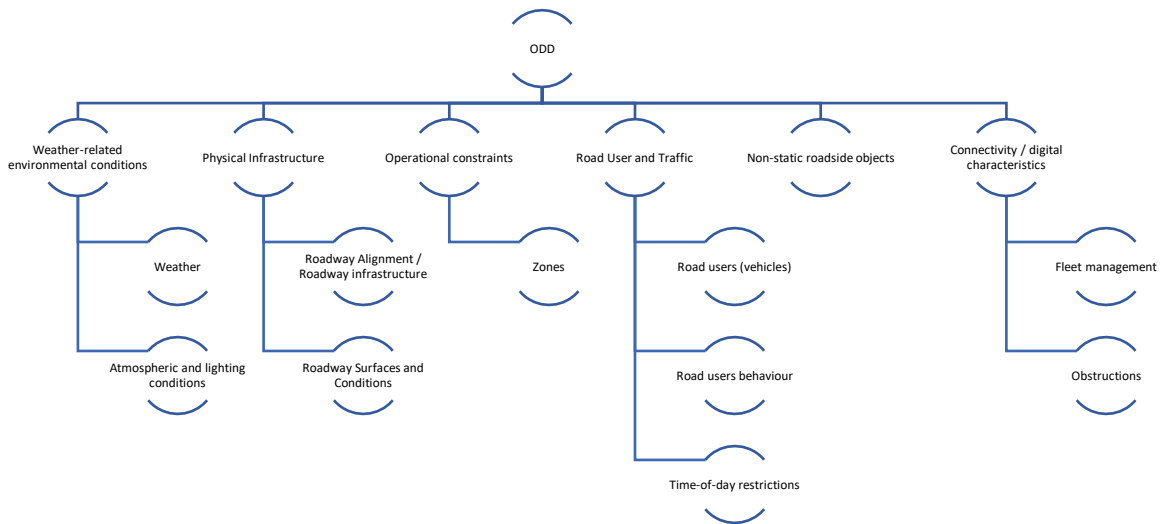 ODD
Weather-related
environmental conditions
Physical Infrastructure
Operational constraints
Road User and Traffic
Non-static roadside objects
Connectivity / digital
characteristics
Weather
Roadway Alignment /
Roadway infrastructure
Zones
Road users (vehicles)
Fleet management
Atmospheric and lighting
conditions
Roadway Surfaces and
Conditions
Road users behaviour
Obstructions
Time-of-day restrictions